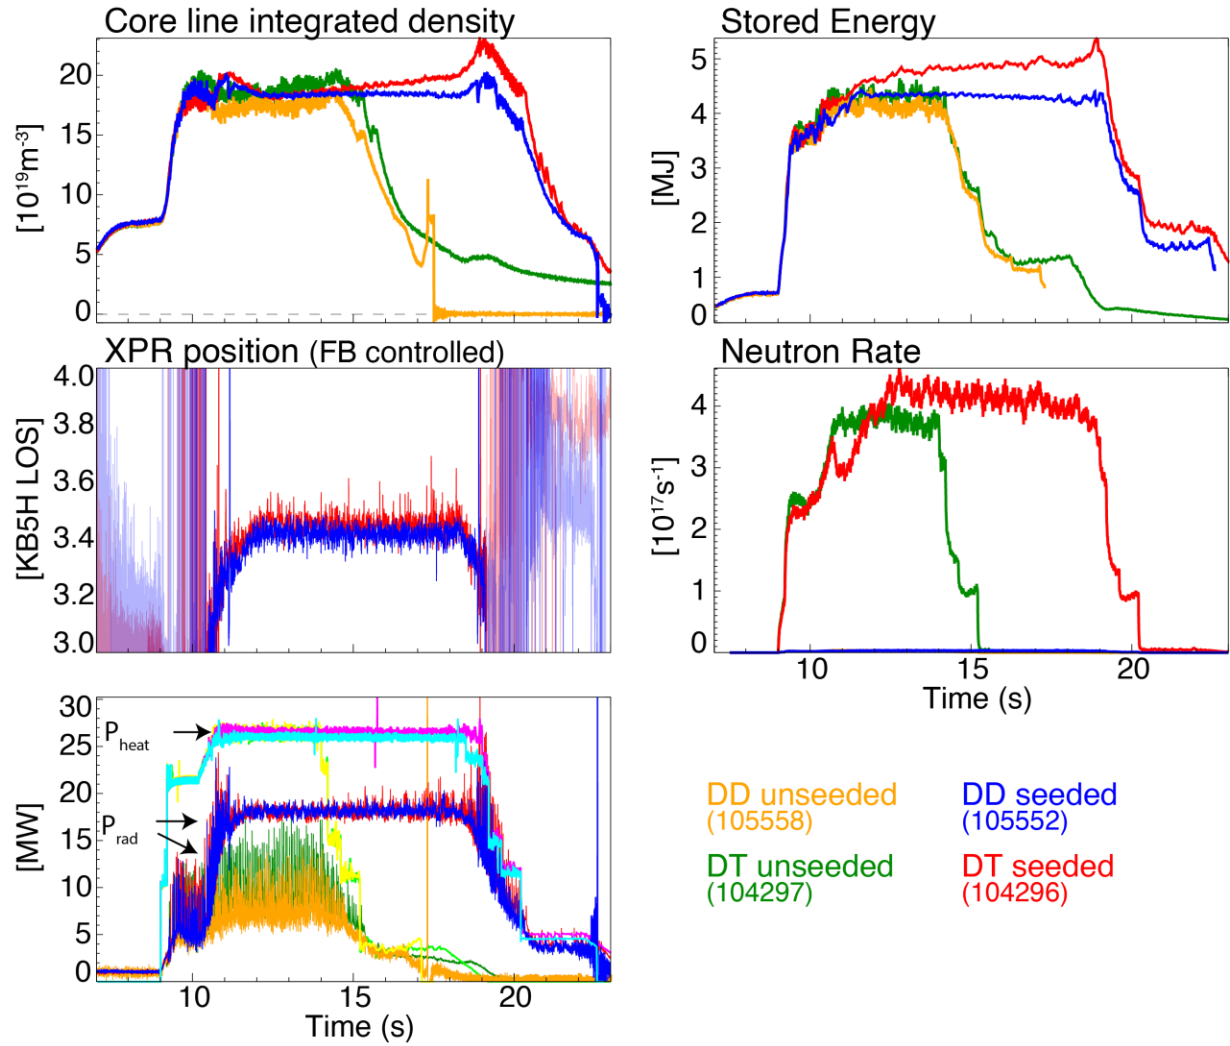 Core line integrated density
[10¹⁹m⁻³]
20
15
10
5
0
Stored Energy
[MJ]
5
4
3
2
1
XPR position (FB controlled)
[KB5H LOS]
4.0
3.8
3.6
3.4
3.2
3.0
Neutron Rate
[10¹⁷s⁻¹]
4
3
2
1
0
10 15 20
Time (s)
[MW]
30
25
20
15
10
5
0
P_heat
P_rad
10 15 20
Time (s)
DD unseeded
(105558)
DD seeded
(105552)
DT unseeded
(104297)
DT seeded
(104296)